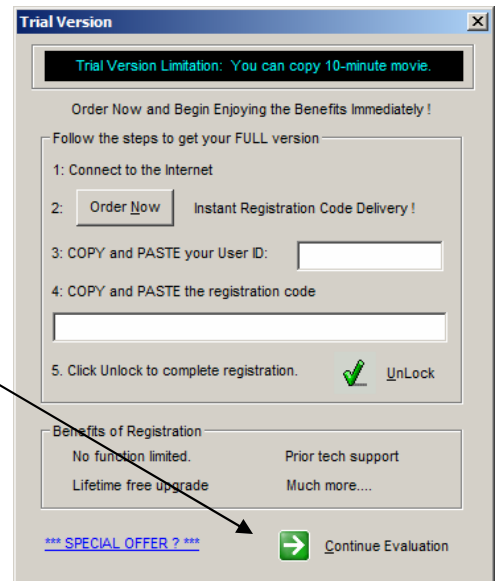 Trial Version
Trial Version Limitation: You can copy 10-minute movie.
Order Now and Begin Enjoying the Benefits Immediately !
Follow the steps to get your FULL version
1: Connect to the Internet
2: Order Now Instant Registration Code Delivery !
3: COPY and PASTE your User ID:
4: COPY and PASTE the registration code
5. Click Unlock to complete registration. UnLock
Benefits of Registration
No function limited. Prior tech support
Lifetime free upgrade Much more....
*** SPECIAL OFFER ? *** Continue Evaluation